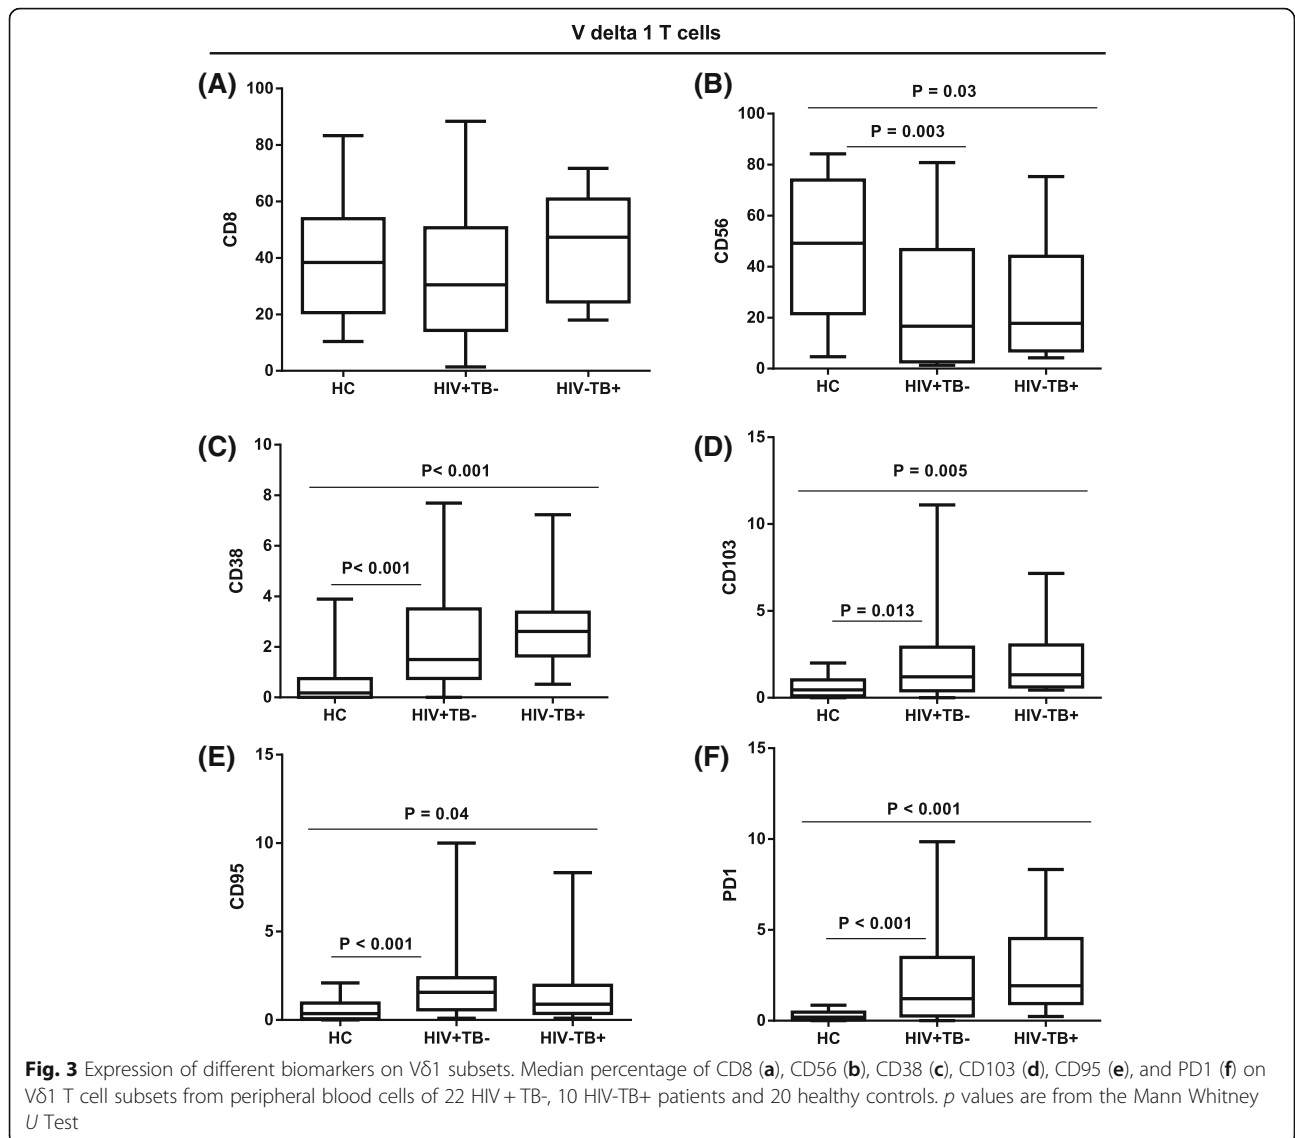 V delta 1 T cells
(A)
100
80
60
40
20
0
CD8
HC
HIV+TB-
HIV-TB+
(B)
P = 0.03
P = 0.003
100
80
60
40
20
0
CD56
HC
HIV+TB-
HIV-TB+
(C)
P< 0.001
P< 0.001
10
8
6
4
2
0
CD38
HC
HIV+TB-
HIV-TB+
(D)
P = 0.005
P = 0.013
15
10
5
0
CD103
HC
HIV+TB-
HIV-TB+
(E)
P = 0.04
P < 0.001
15
10
5
0
CD95
HC
HIV+TB-
HIV-TB+
(F)
P < 0.001
P < 0.001
15
10
5
0
PD1
HC
HIV+TB-
HIV-TB+
Fig. 3 Expression of different biomarkers on Vδ1 subsets. Median percentage of CD8 (a), CD56 (b), CD38 (c), CD103 (d), CD95 (e), and PD1 (f) on
Vδ1 T cell subsets from peripheral blood cells of 22 HIV + TB-, 10 HIV-TB+ patients and 20 healthy controls. p values are from the Mann Whitney
U Test